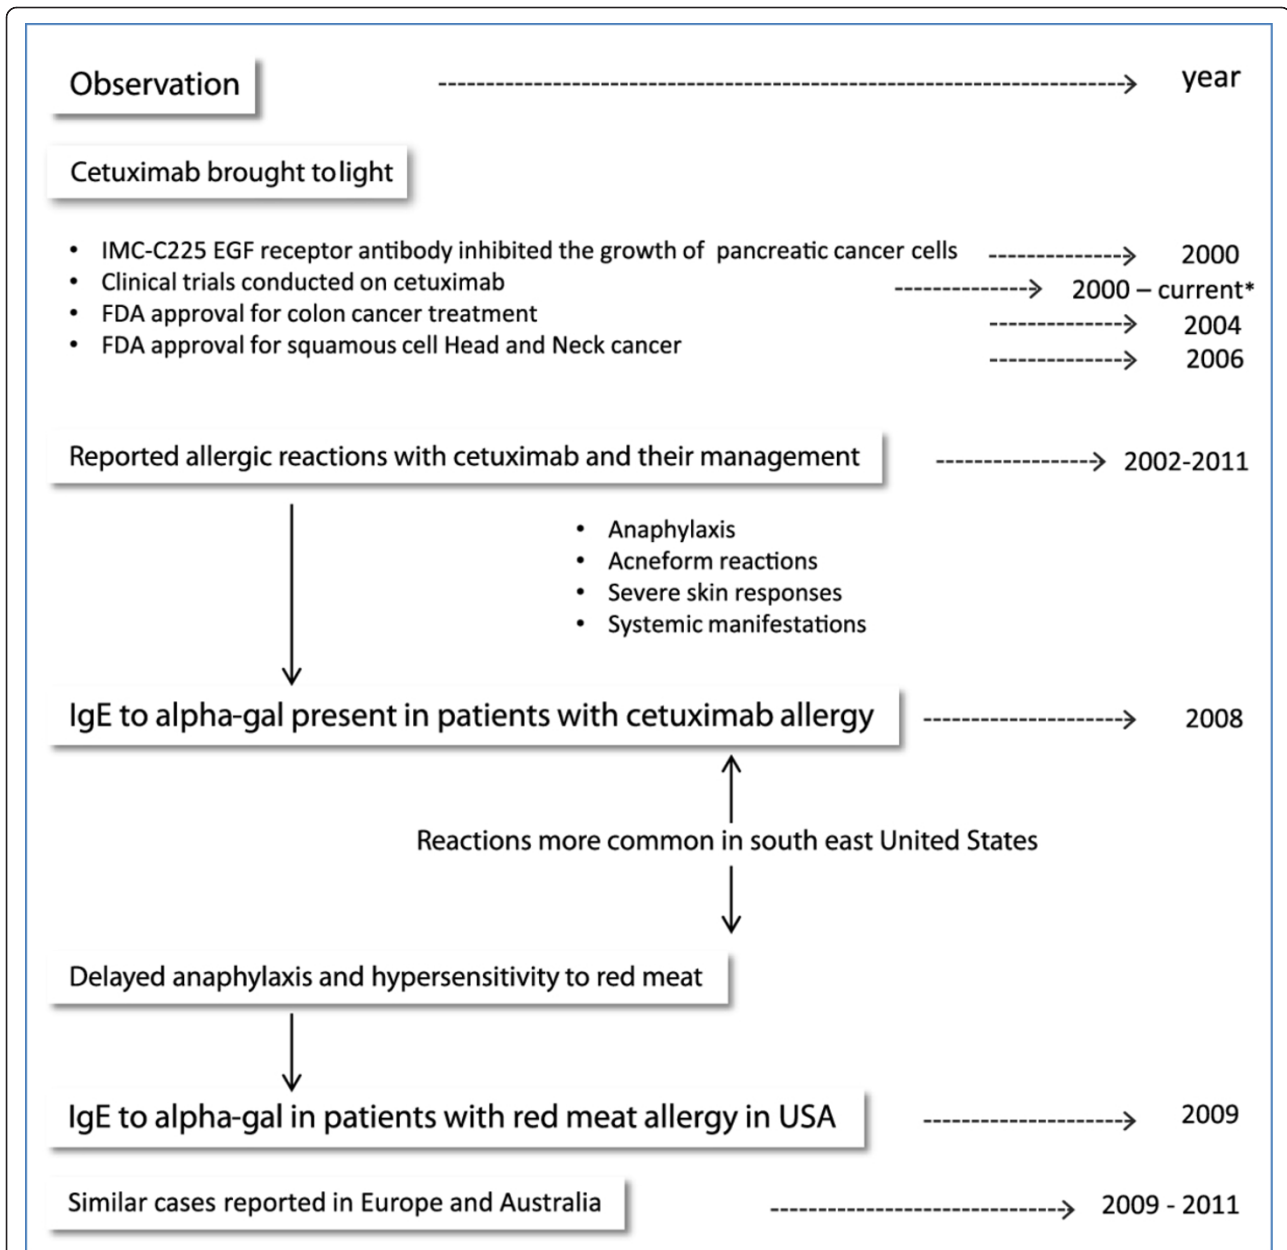 Observation
year
Cetuximab brought to light
• IMC-C225 EGF receptor antibody inhibited the growth of pancreatic cancer cells 2000
• Clinical trials conducted on cetuximab 2000 – current*
• FDA approval for colon cancer treatment 2004
• FDA approval for squamous cell Head and Neck cancer 2006
Reported allergic reactions with cetuximab and their management 2002-2011
• Anaphylaxis
• Acneform reactions
• Severe skin responses
• Systemic manifestations
IgE to alpha-gal present in patients with cetuximab allergy 2008
Reactions more common in south east United States
Delayed anaphylaxis and hypersensitivity to red meat
IgE to alpha-gal in patients with red meat allergy in USA 2009
Similar cases reported in Europe and Australia 2009 - 2011